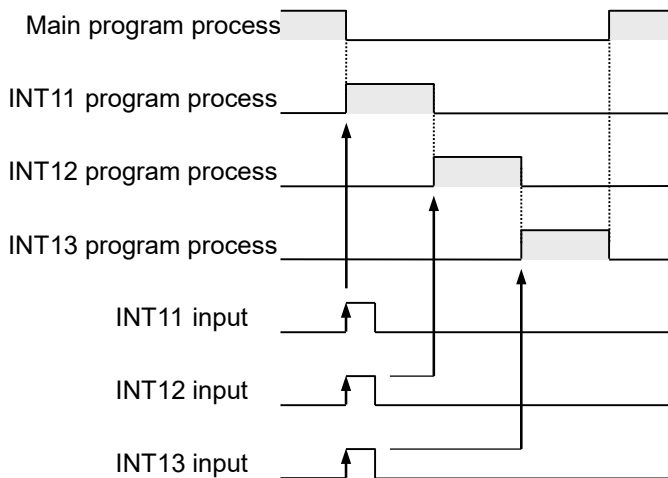 Main program process
INT11 program process
INT12 program process
INT13 program process
INT11 input
INT12 input
INT13 input